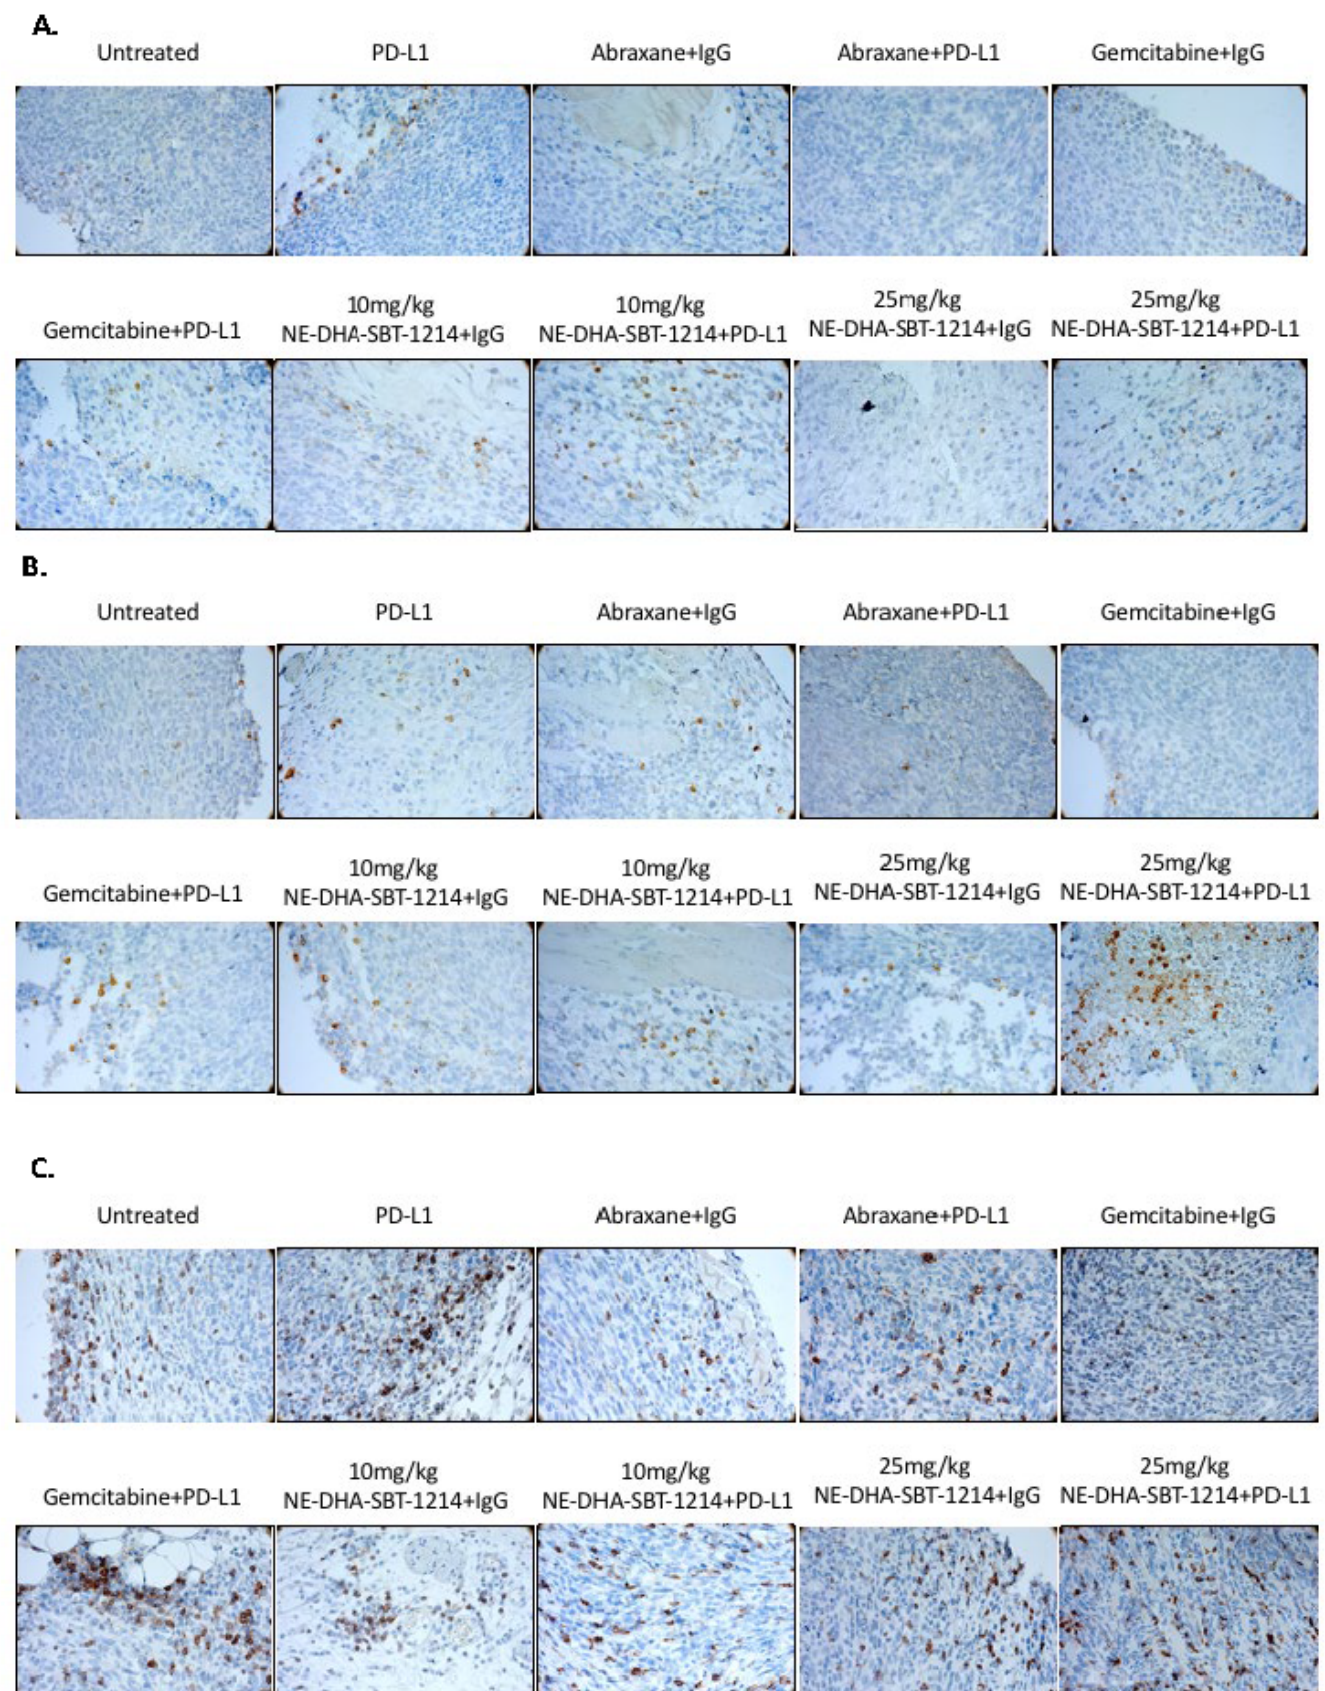 A.
Untreated
PD-L1
Abraxane+IgG
Abraxane+PD-L1
Gemcitabine+IgG
Gemcitabine+PD-L1
10mg/kg
NE-DHA-SBT-1214+IgG
10mg/kg
NE-DHA-SBT-1214+PD-L1
25mg/kg
NE-DHA-SBT-1214+IgG
25mg/kg
NE-DHA-SBT-1214+PD-L1
B.
Untreated
PD-L1
Abraxane+IgG
Abraxane+PD-L1
Gemcitabine+IgG
Gemcitabine+PD-L1
10mg/kg
NE-DHA-SBT-1214+IgG
10mg/kg
NE-DHA-SBT-1214+PD-L1
25mg/kg
NE-DHA-SBT-1214+IgG
25mg/kg
NE-DHA-SBT-1214+PD-L1
C.
Untreated
PD-L1
Abraxane+IgG
Abraxane+PD-L1
Gemcitabine+IgG
Gemcitabine+PD-L1
10mg/kg
NE-DHA-SBT-1214+IgG
10mg/kg
NE-DHA-SBT-1214+PD-L1
25mg/kg
NE-DHA-SBT-1214+IgG
25mg/kg
NE-DHA-SBT-1214+PD-L1